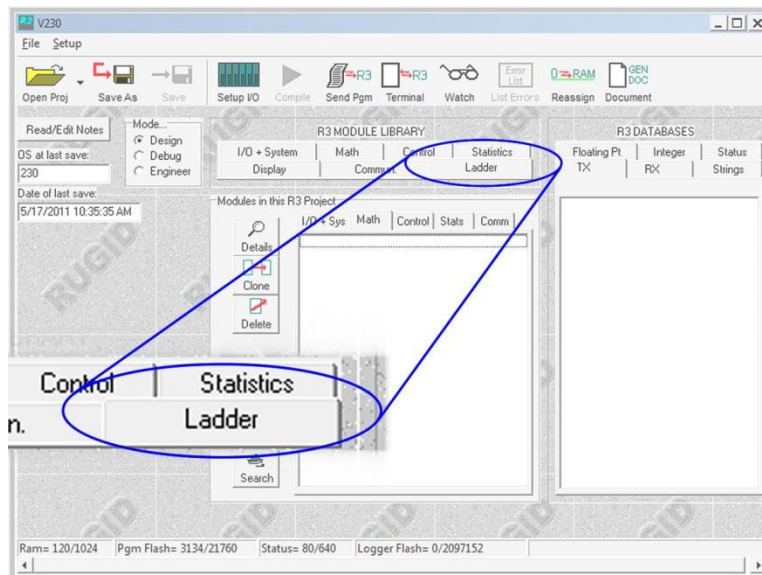 R3 V230
File Setup
Open Proj Save As Save Setup I/O Compile Send Pgm Terminal Watch List Errors Reassign Document
R3 R3 Error List 0 RAM GEN DOC
Read/Edit Notes
Mode...
Design
Debug
Engineer
OS at last save:
230
Date of last save:
5/17/2011 10:35:35 AM
R3 MODULE LIBRARY
I/O + System Math Control Statistics
Display Commun. Ladder
R3 DATABASES
Floating Pt Integer Status
TX RX Strings
Modules in this R3 Project
I/O + Sys Math Control Stats Comm
Details
Clone
Delete
Control Statistics
n. Ladder
Search
RUGID
Ram= 120/1024 Pgm Flash= 3134/21760 Status= 80/640 Logger Flash= 0/2097152